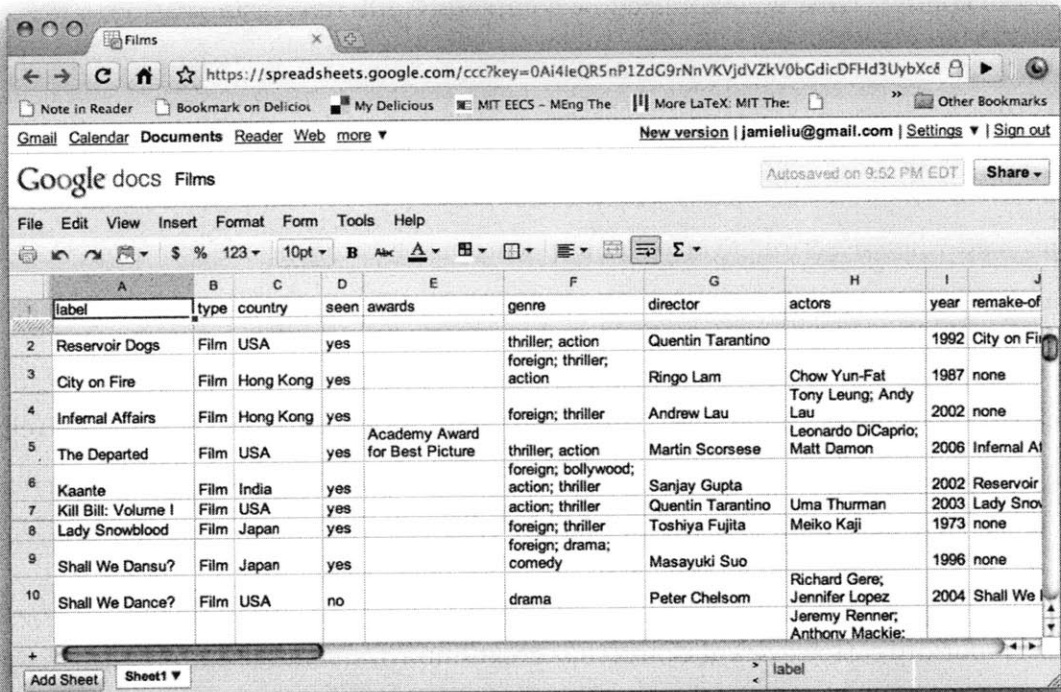 Films
https://spreadsheets.google.com/ccc?key=0Ai4IeQR5nP1ZdG9rNnVKVjdVZkV0bGdicDFHd3UybXc&
Note in Reader Bookmark on Deliciou My Delicious MIT EECS – MEng The More LaTeX: MIT The: » Other Bookmarks
Gmail Calendar Documents Reader Web more ▼ New version | jamieliu@gmail.com | Settings ▼ | Sign out
Google docs Films Autosaved on 9:52 PM EDT Share
File Edit View Insert Format Form Tools Help
$ % 123 10pt B Abc A Σ
A B C D E F G H I J
1 label type country seen awards genre director actors year remake-of
2 Reservoir Dogs Film USA yes thriller; action Quentin Tarantino 1992 City on Fire
3 City on Fire Film Hong Kong yes foreign; thriller; action Ringo Lam Chow Yun-Fat 1987 none
4 Infernal Affairs Film Hong Kong yes foreign; thriller Andrew Lau Tony Leung; Andy Lau 2002 none
5 The Departed Film USA yes Academy Award for Best Picture thriller; action Martin Scorsese Leonardo DiCaprio; Matt Damon 2006 Infernal Af
6 Kaante Film India yes foreign; bollywood; action; thriller Sanjay Gupta 2002 Reservoir
7 Kill Bill: Volume I Film USA yes action; thriller Quentin Tarantino Uma Thurman 2003 Lady Snow
8 Lady Snowblood Film Japan yes foreign; thriller Toshiya Fujita Meiko Kaji 1973 none
9 Shall We Dansu? Film Japan yes foreign; drama; comedy Masayuki Suo 1996 none
10 Shall We Dance? Film USA no drama Peter Chelsom Richard Gere; Jennifer Lopez 2004 Shall We
Jeremy Renner;
Anthony Mackie;
+
Add Sheet Sheet1 ▼ label